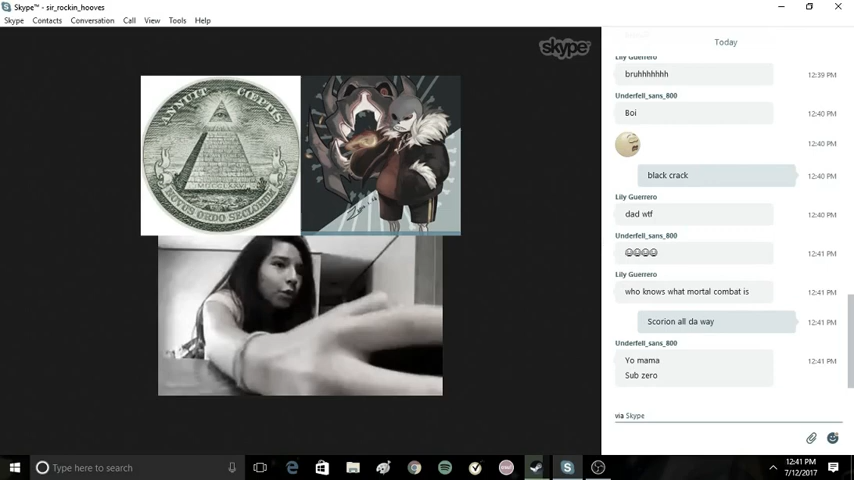 Skype™ - sir_rockin_hooves
Skype Contacts Conversation Call View Tools Help
skype
ANNUIT CŒPTIS
MDCCLXXVI
NOVUS ORDO SECLORUM
Today
Lily Guerrero
bruhhhhhhh 12:39 PM
Underfell_sans_800
Boi 12:40 PM
12:40 PM
black crack 12:40 PM
Lily Guerrero
dad wtf 12:40 PM
Underfell_sans_800
12:41 PM
Lily Guerrero
who knows what mortal combat is 12:41 PM
Scorion all da way 12:41 PM
Underfell_sans_800
Yo mama 12:41 PM
Sub zero
via Skype
Type here to search
12:41 PM
7/12/2017